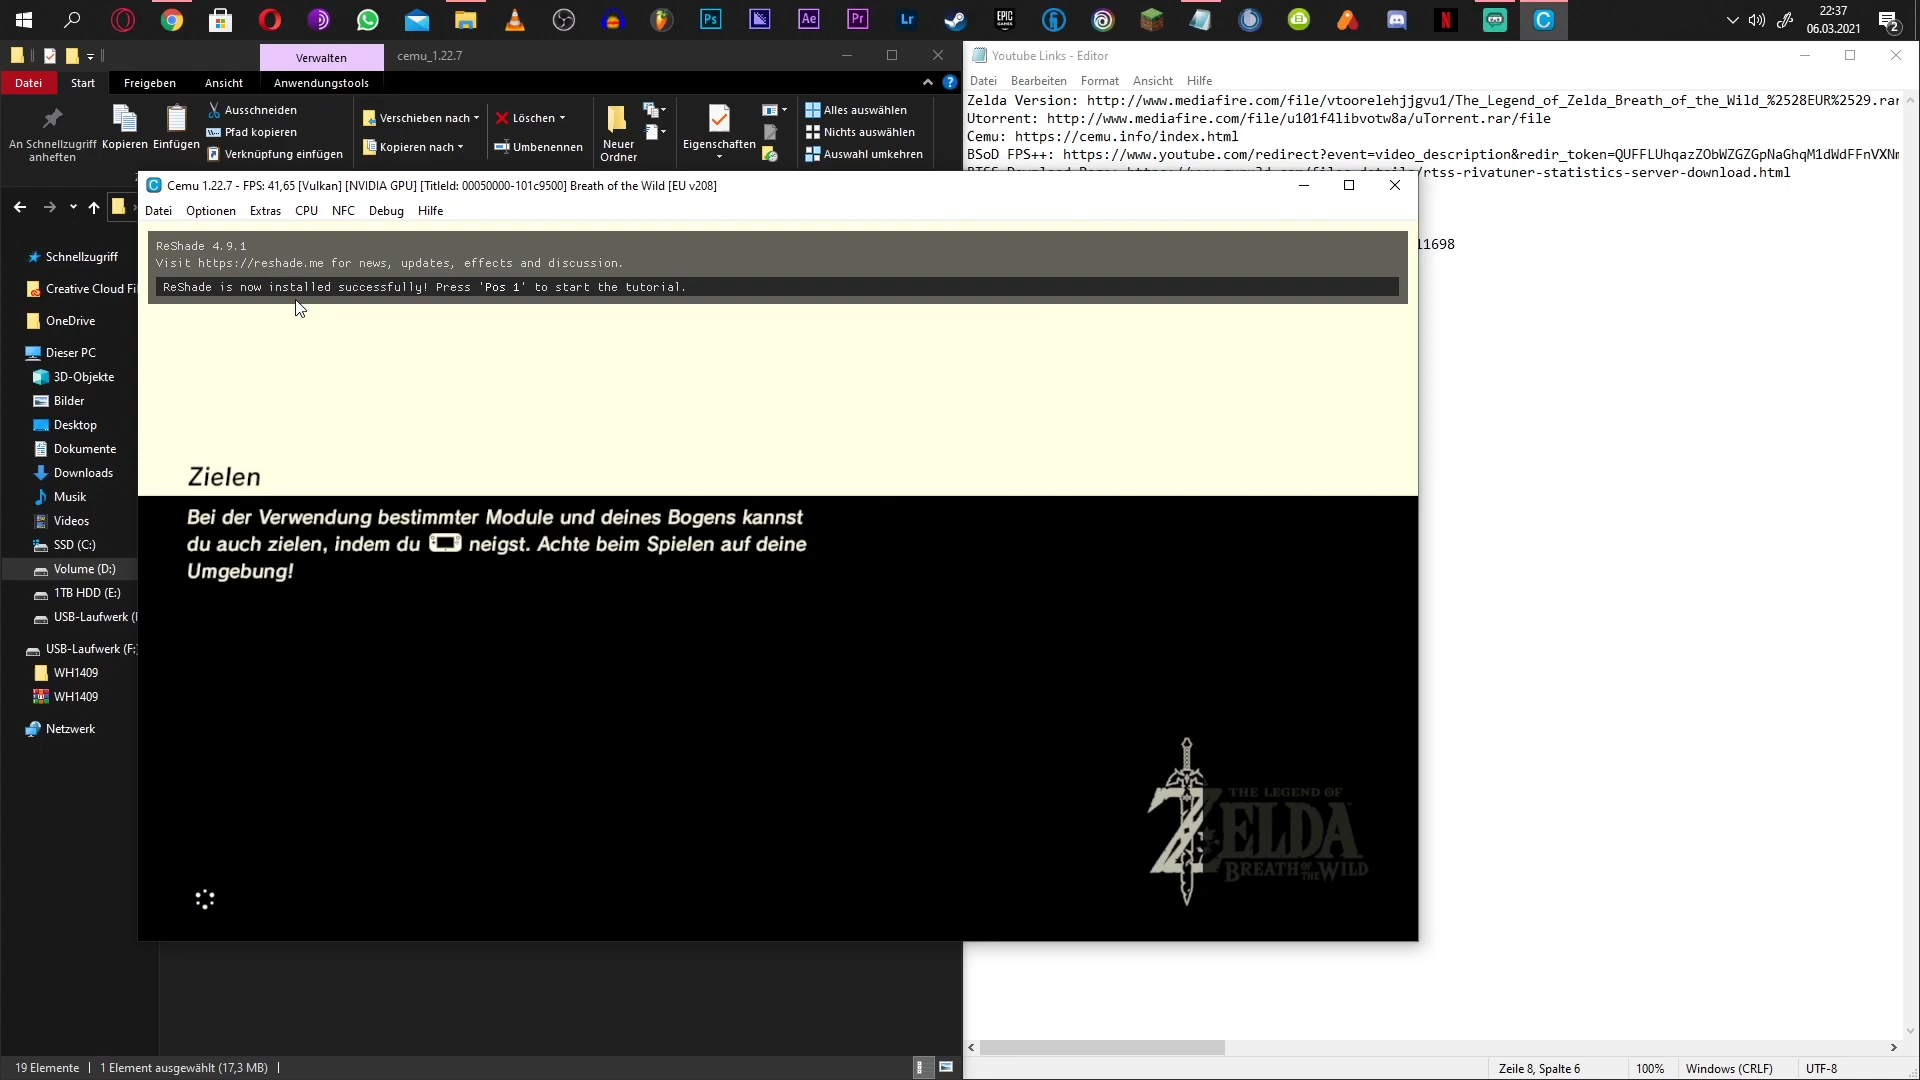 22:37
06.03.2021
2
Verwalten
cemu_1.22.7
Datei
Start
Freigeben
Ansicht
Anwendungstools
An Schnellzugriff
anheften
Kopieren
Einfügen
Ausschneiden
Pfad kopieren
Verknüpfung einfügen
Verschieben nach
Kopieren nach
Löschen
Umbenennen
Neuer
Ordner
Eigenschaften
Alles auswählen
Nichts auswählen
Auswahl umkehren
Youtube Links - Editor
Datei Bearbeiten Format Ansicht Hilfe
Zelda Version: http://www.mediafire.com/file/vtoorelehjjgvu1/The_Legend_of_Zelda_Breath_of_the_Wild_%2528EUR%2529.rar
Utorrent: http://www.mediafire.com/file/u101f4libvotw8a/uTorrent.rar/file
Cemu: https://cemu.info/index.html
BSoD FPS++: https://www.youtube.com/redirect?event=video_description&redir_token=QUFFLUhqazZObWZGZGpNaGhqM1dWdFFnVXNm
rtss-rivatuner-statistics-server-download.html
11698
Cemu 1.22.7 - FPS: 41,65 [Vulkan] [NVIDIA GPU] [TitleId: 00050000-101c9500] Breath of the Wild [EU v208]
Datei Optionen Extras CPU NFC Debug Hilfe
ReShade 4.9.1
Visit https://reshade.me for news, updates, effects and discussion.
ReShade is now installed successfully! Press 'Pos 1' to start the tutorial.
Zielen
Bei der Verwendung bestimmter Module und deines Bogens kannst
du auch zielen, indem du neigst. Achte beim Spielen auf deine
Umgebung!
THE LEGEND OF
ZELDA
BREATH OF THE WILD
Schnellzugriff
Creative Cloud Fi
OneDrive
Dieser PC
3D-Objekte
Bilder
Desktop
Dokumente
Downloads
Musik
Videos
SSD (C:)
Volume (D:)
1TB HDD (E:)
USB-Laufwerk (
USB-Laufwerk (F:
WH1409
WH1409
Netzwerk
19 Elemente
1 Element ausgewählt (17,3 MB)
Zeile 8, Spalte 6
100%
Windows (CRLF)
UTF-8